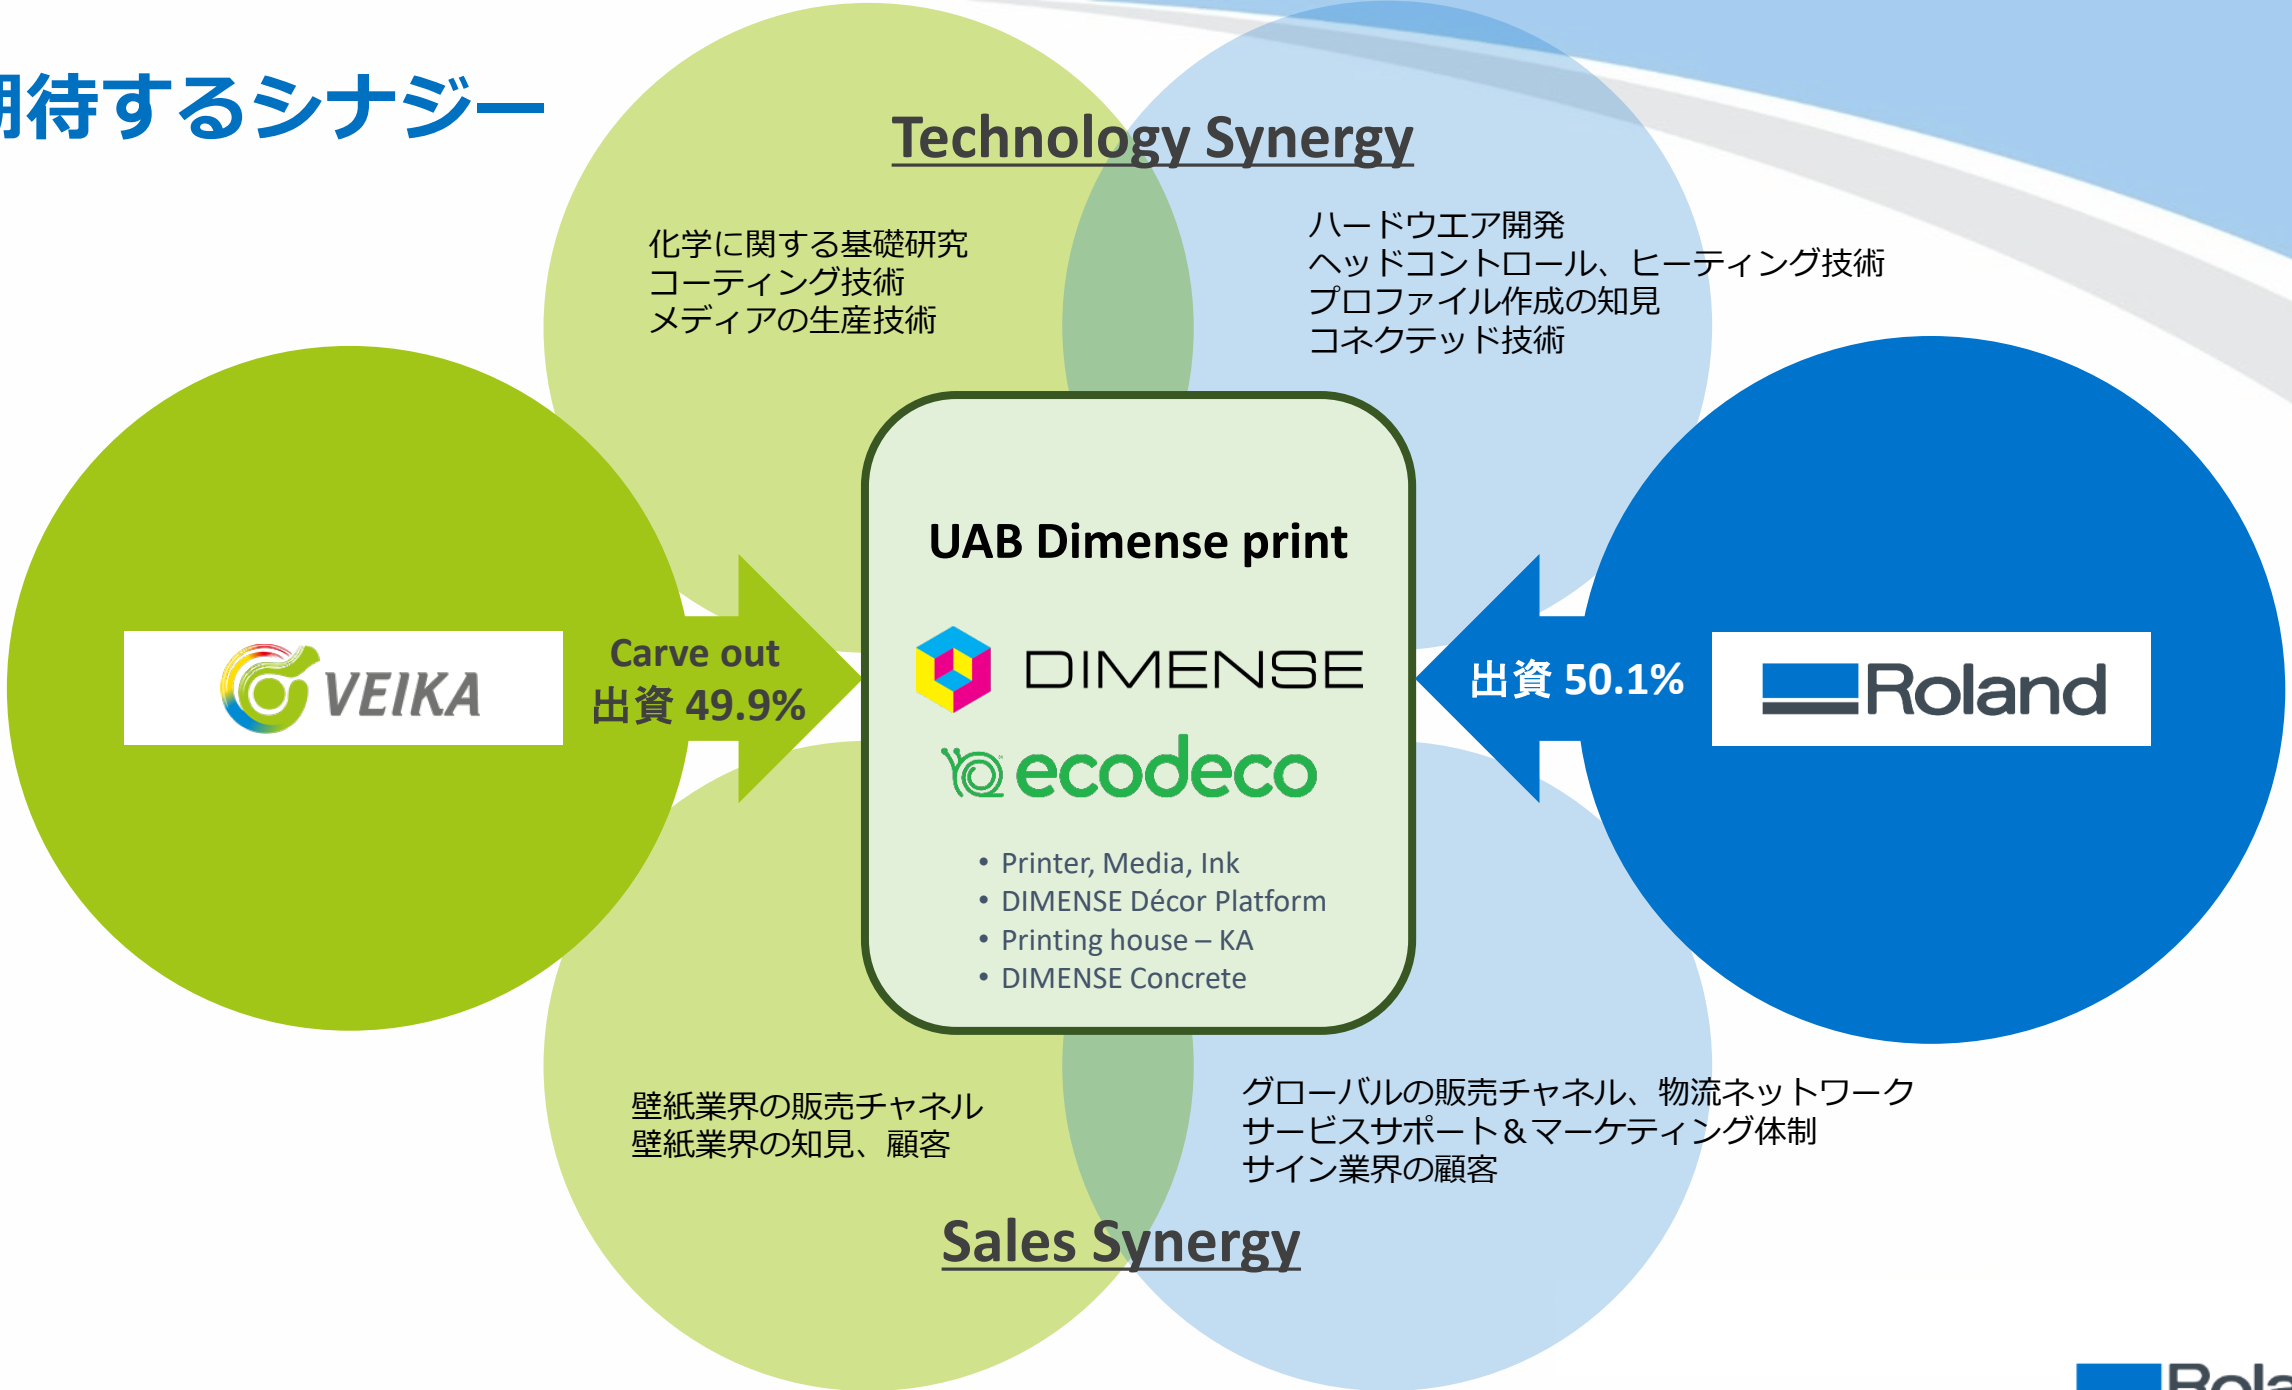 期待するシナジー
Technology Synergy
化学に関する基礎研究
コーティング技術
メディアの生産技術
ハードウエア開発
ヘッドコントロール、ヒーティング技術
プロファイル作成の知見
コネクテッド技術
UAB Dimense print
VEIKA
Carve out
出資 49.9%
DIMENSE
ecodeco
出資 50.1%
Roland
• Printer, Media, Ink
• DIMENSE Décor Platform
• Printing house – KA
• DIMENSE Concrete
壁紙業界の販売チャネル
壁紙業界の知見、顧客
グローバルの販売チャネル、物流ネットワーク
サービスサポート＆マーケティング体制
サイン業界の顧客
Sales Synergy